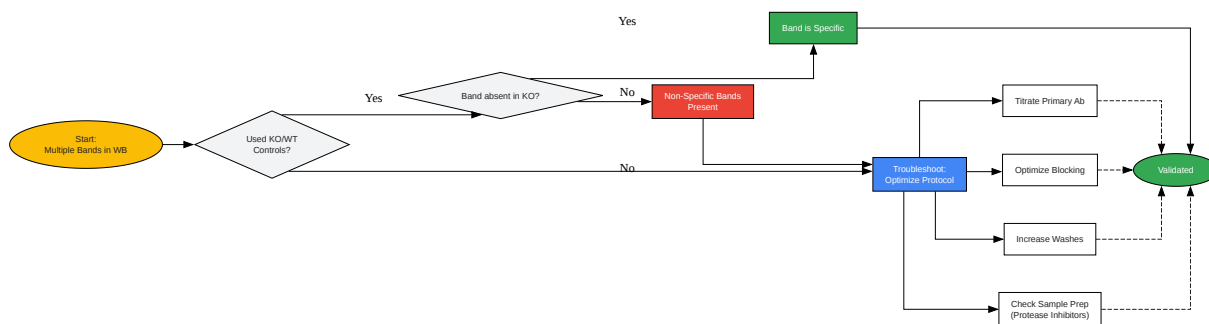 Yes
Band is Specific
Yes
Band absent in KO?
No
Non-Specific Bands
Present
Start:
Multiple Bands in WB
Used KO/WT
Controls?
No
Troubleshoot:
Optimize Protocol
Titrate Primary Ab
Optimize Blocking
Increase Washes
Check Sample Prep
(Protease Inhibitors)
Validated